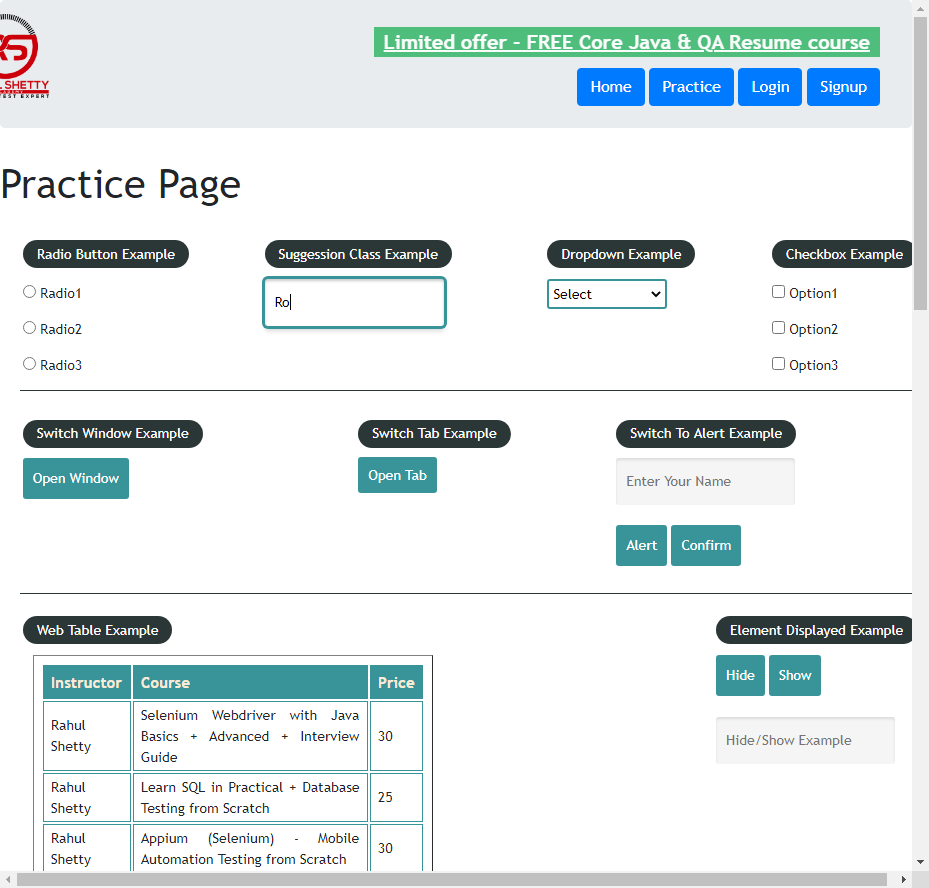 Limited offer - FREE Core Java & QA Resume course
SHETTY
Home Practice Login Signup
Practice Page
Radio Button Example Suggession Class Example Dropdown Example Checkbox Example
Radio1 Ro Select Option1
Radio2 Option2
Radio3 Option3
Switch Window Example Switch Tab Example Switch To Alert Example
Open Window Open Tab Enter Your Name
Alert Confirm
Web Table Example Element Displayed Example
Hide Show
Hide/Show Example
Instructor Course Price
Rahul Shetty
Selenium Webdriver with Java
Basics + Advanced + Interview
Guide
30
Rahul Shetty
Learn SQL in Practical + Database
Testing from Scratch
25
Rahul Shetty
Appium (Selenium) - Mobile
Automation Testing from Scratch
30